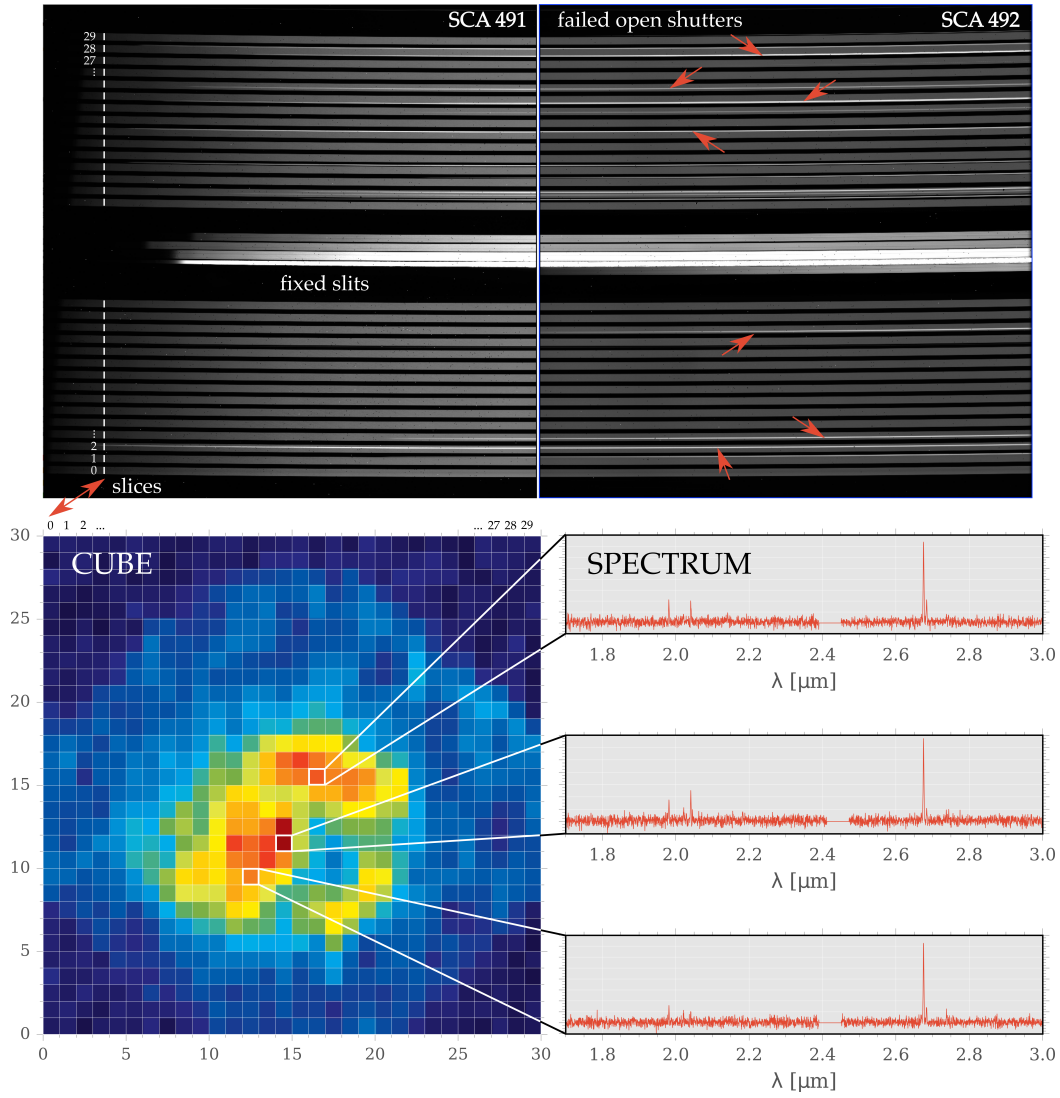 SCA 491
failed open shutters
SCA 492
29
28
27
...
fixed slits
...
2
1
0
slices
0 1 2 ...
... 27 28 29
CUBE
30
25
20
15
10
5
0
0 5 10 15 20 25 30
SPECTRUM
1.8 2.0 2.2 2.4 2.6 2.8 3.0
λ [μm]
1.8 2.0 2.2 2.4 2.6 2.8 3.0
λ [μm]
1.8 2.0 2.2 2.4 2.6 2.8 3.0
λ [μm]